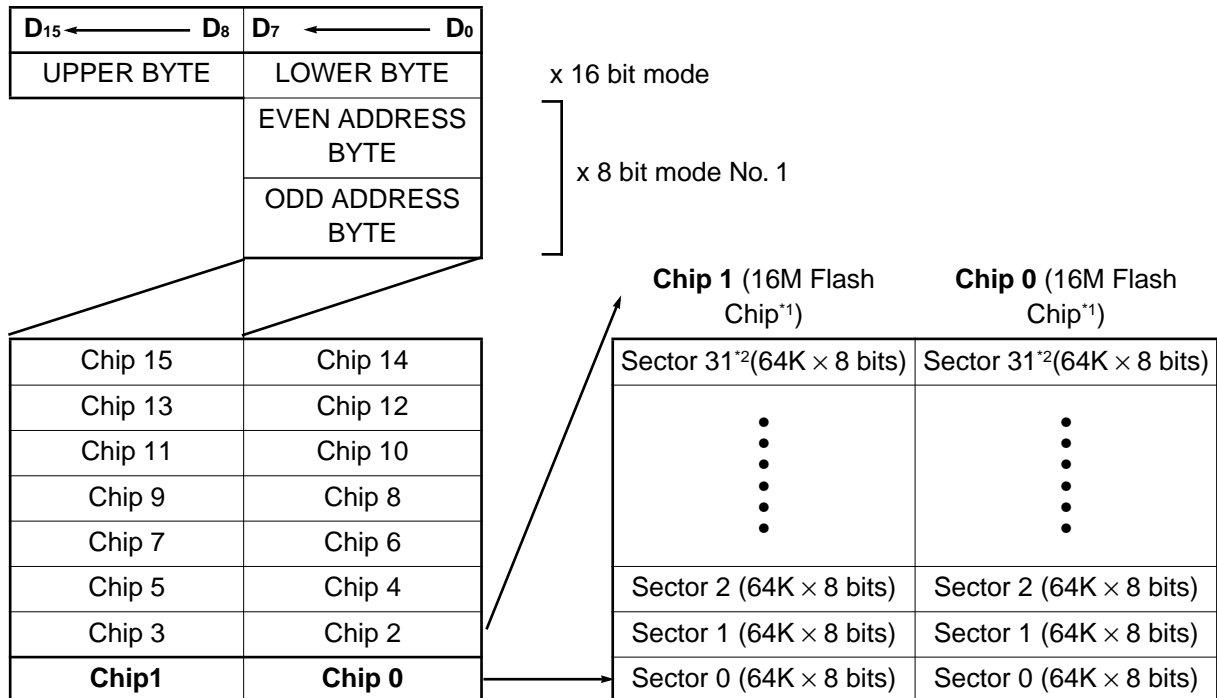 D15 D8 D7 D0
UPPER BYTE LOWER BYTE x 16 bit mode
EVEN ADDRESS
BYTE
x 8 bit mode No. 1
ODD ADDRESS
BYTE
Chip 1 (16M Flash
Chip*1)
Chip 0 (16M Flash
Chip*1)
Chip 15 Chip 14
Chip 13 Chip 12
Chip 11 Chip 10
Chip 9 Chip 8
Chip 7 Chip 6
Chip 5 Chip 4
Chip 3 Chip 2
Chip1 Chip 0
Sector 31*2(64K × 8 bits) Sector 31*2(64K × 8 bits)
Sector 2 (64K × 8 bits) Sector 2 (64K × 8 bits)
Sector 1 (64K × 8 bits) Sector 1 (64K × 8 bits)
Sector 0 (64K × 8 bits) Sector 0 (64K × 8 bits)